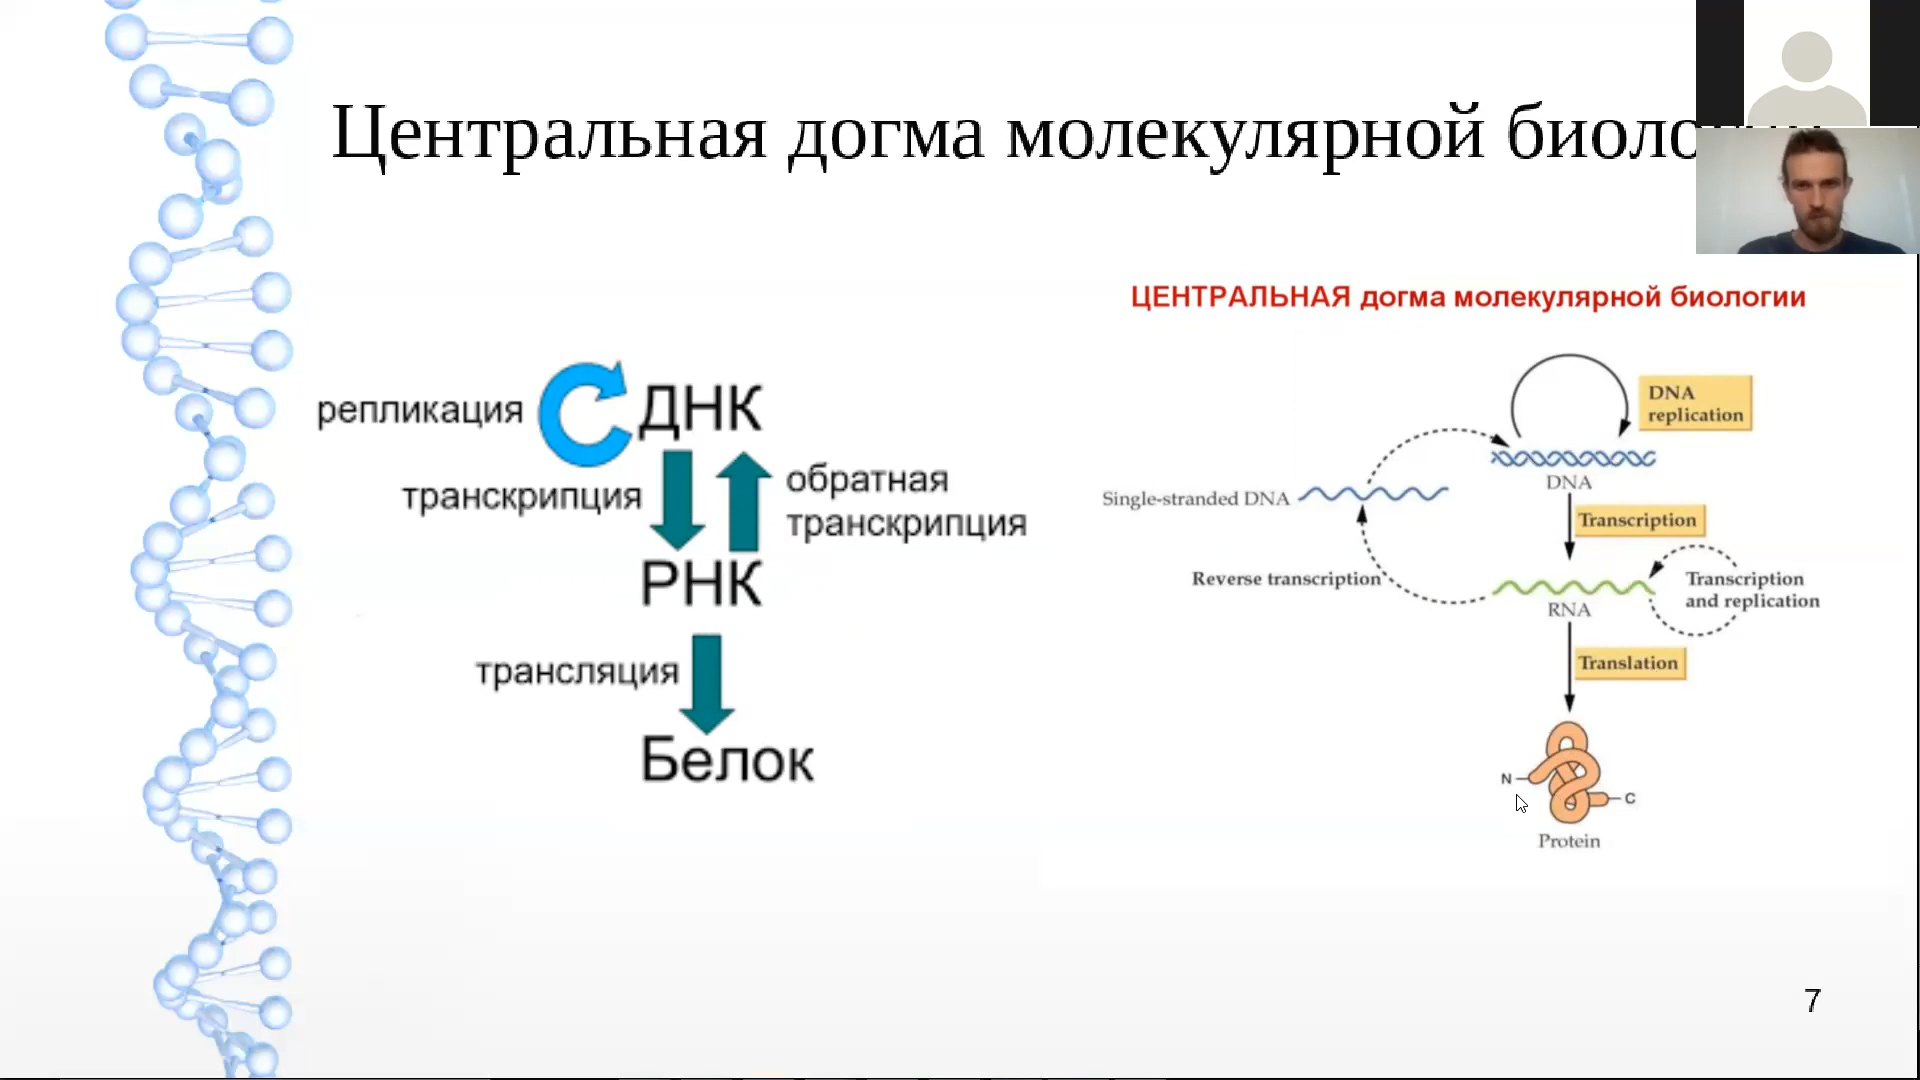 Центральная догма молекулярной
репликация
ДНК
транскрипция
обратная
транскрипция
РНК
трансляция
Белок
ЦЕНТРАЛЬНАЯ догма молекулярной биологии
DNA
replication
DNA
Single-stranded DNA
Transcription
Reverse transcription
Transcription
and replication
RNA
Translation
N
C
Protein
7